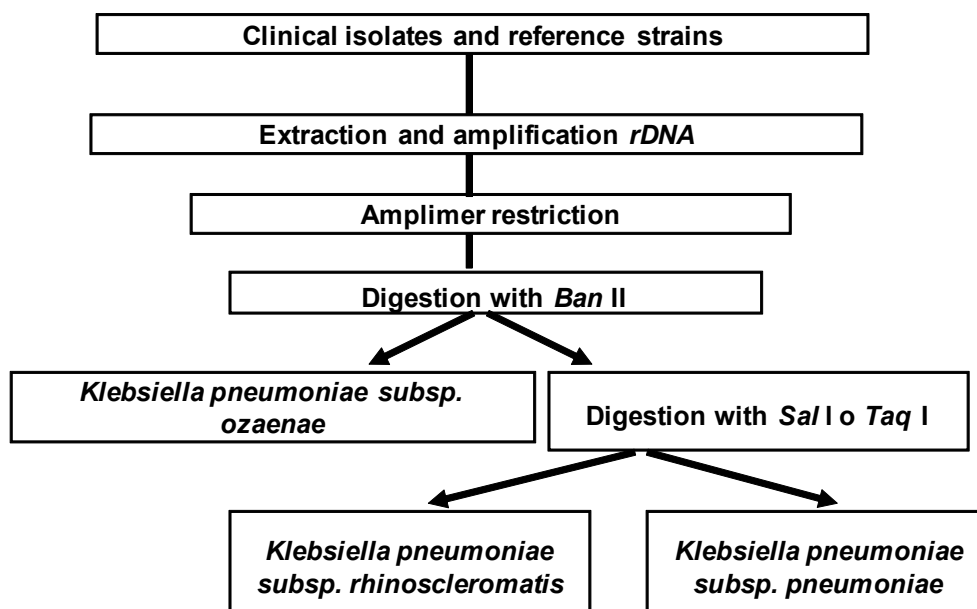 Clinical isolates and reference strains
Extraction and amplification rDNA
Amplimer restriction
Digestion with Ban II
Klebsiella pneumoniae subsp.
ozaenae
Digestion with Sal I o Taq I
Klebsiella pneumoniae
subsp. rhinoscleromatis
Klebsiella pneumoniae
subsp. pneumoniae